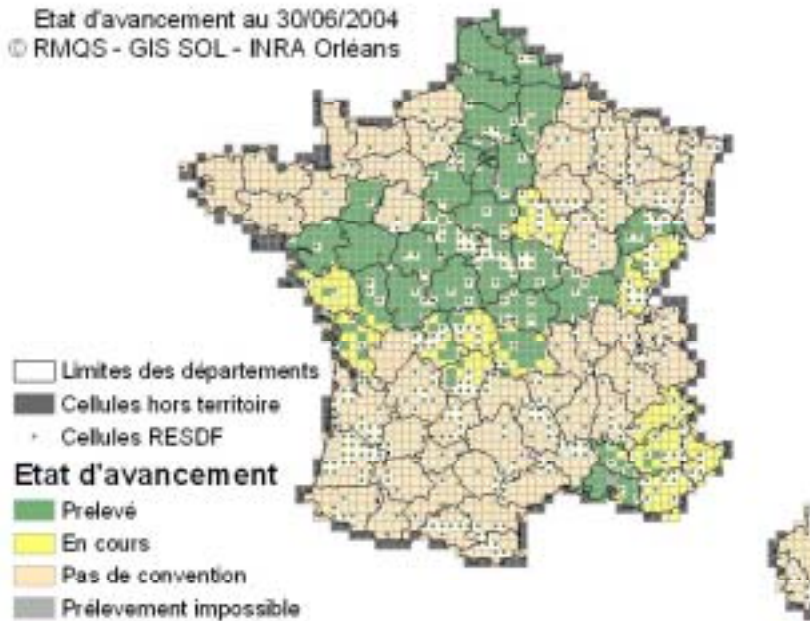 Etat d'avancement au 30/06/2004
© RMQS - GIS SOL - INRA Orléans
Limites des départements
Cellules hors territoire
Cellules RESDF
Etat d'avancement
Prelevé
En cours
Pas de convention
Prélevement impossible